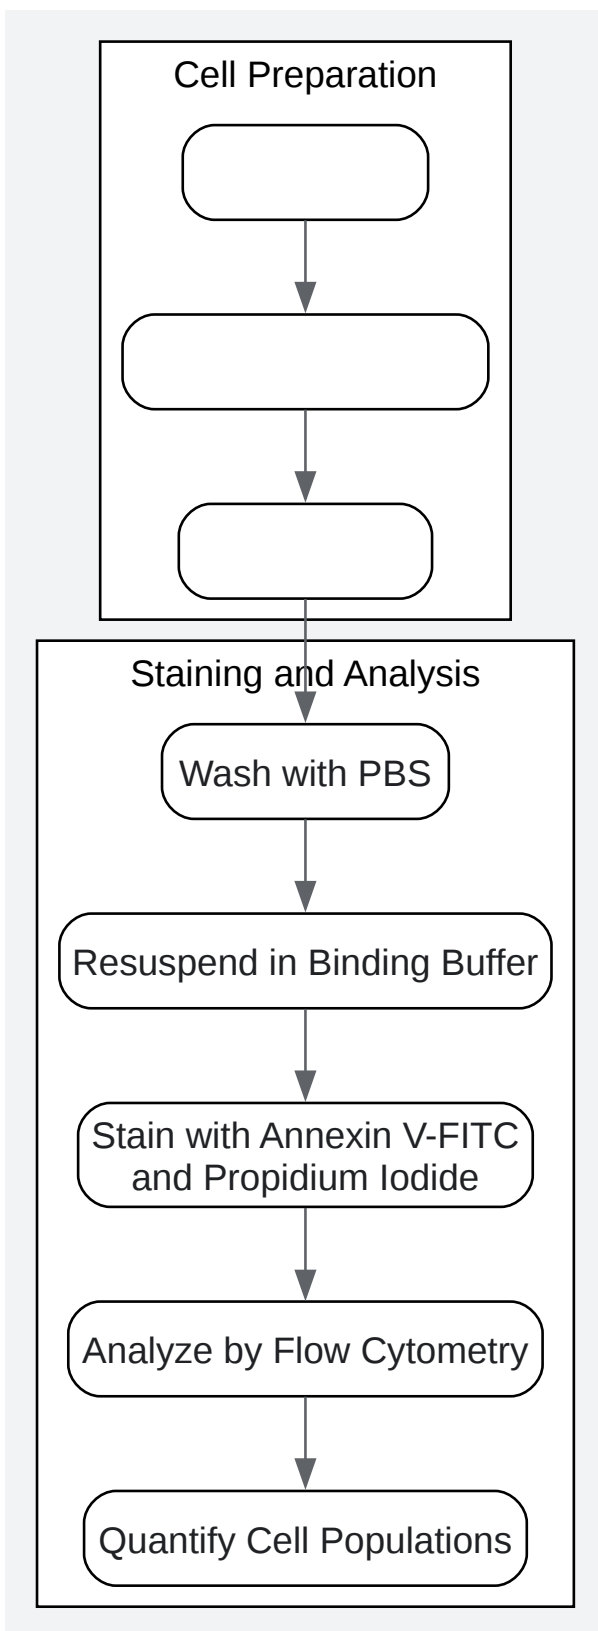 Cell Preparation
Staining and Analysis
Wash with PBS
Resuspend in Binding Buffer
Stain with Annexin V-FITC
and Propidium Iodide
Analyze by Flow Cytometry
Quantify Cell Populations